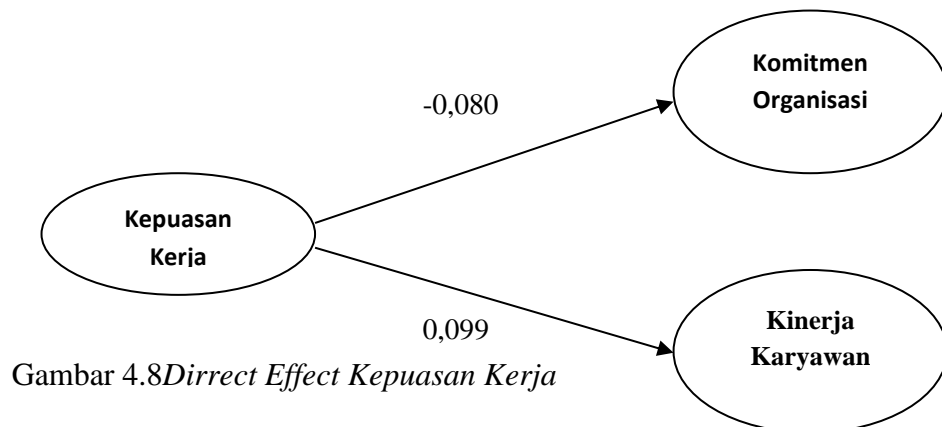 Komitmen
Organisasi
-0,080
Kepuasan
Kerja
0,099
Kinerja
Karyawan
Gambar 4.8Dirrect Effect Kepuasan Kerja